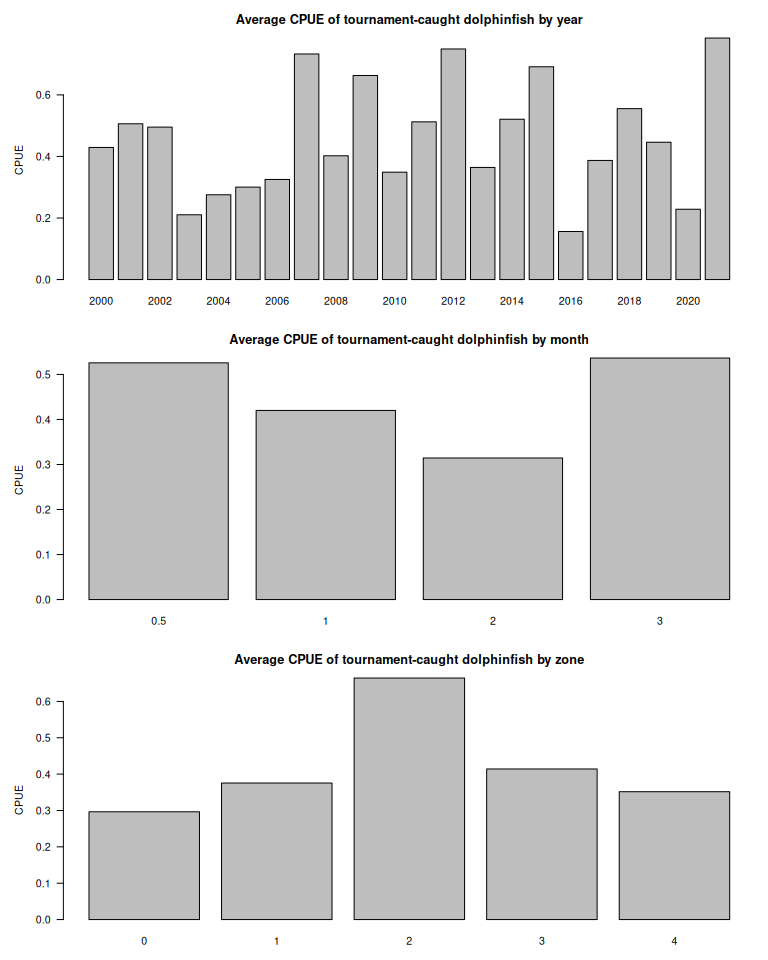 Average CPUE of tournament-caught dolphinfish by year
CPUE
0.6
0.4
0.2
0.0
2000 2002 2004 2006 2008 2010 2012 2014 2016 2018 2020
Average CPUE of tournament-caught dolphinfish by month
CPUE
0.5
0.4
0.3
0.2
0.1
0.0
0.5 1 2 3
Average CPUE of tournament-caught dolphinfish by zone
CPUE
0.6
0.5
0.4
0.3
0.2
0.1
0.0
0 1 2 3 4